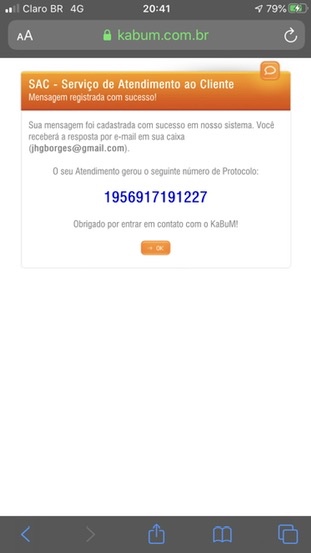 Claro BR 4G 20:41 79%
AA kabum.com.br
SAC - Serviço de Atendimento ao Cliente
Mensagem registrada com sucesso!
Sua mensagem foi cadastrada com sucesso em nosso sistema. Você
receberá a resposta por e-mail em sua caixa
(jhgborges@gmail.com).
O seu Atendimento gerou o seguinte número de Protocolo:
1956917191227
Obrigado por entrar em contato com o KaBuM!
OK